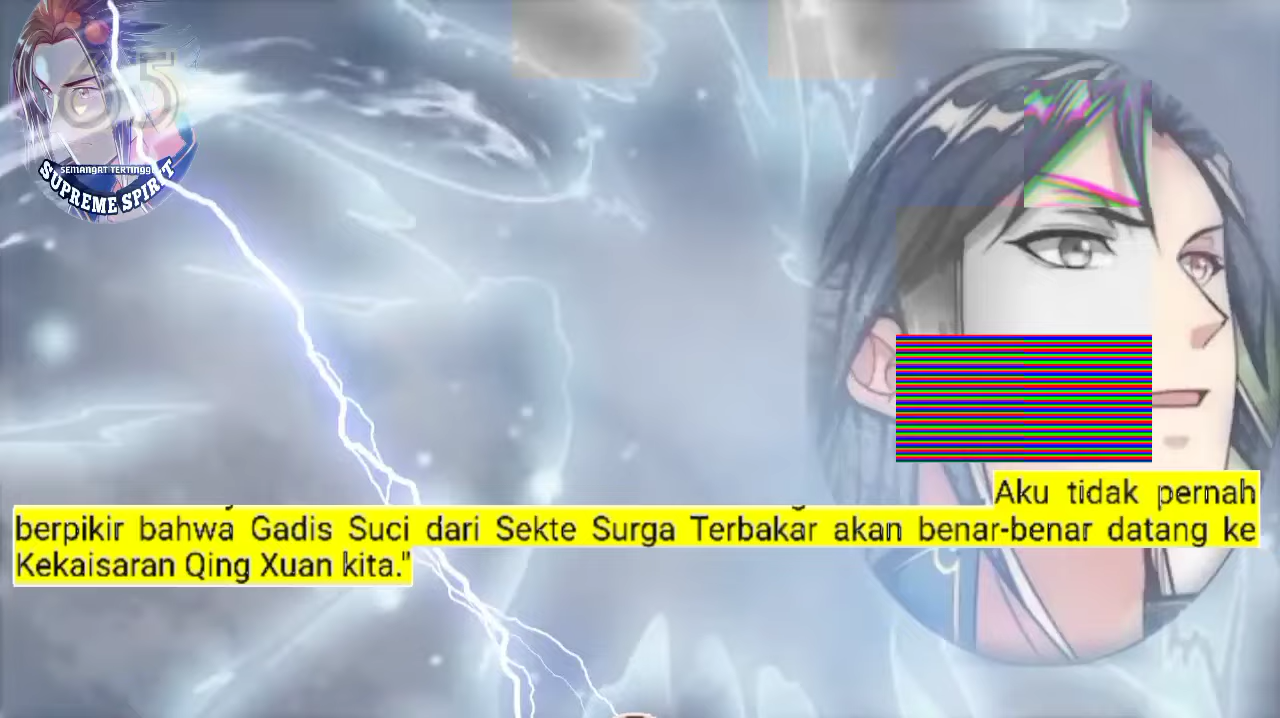 65
SEMANGAT TERTINGGI
SUPREME SPIRIT
Aku tidak pernah
berpikir bahwa Gadis Suci dari Sekte Surga Terbakar akan benar-benar datang ke
Kekaisaran Qing Xuan kita."